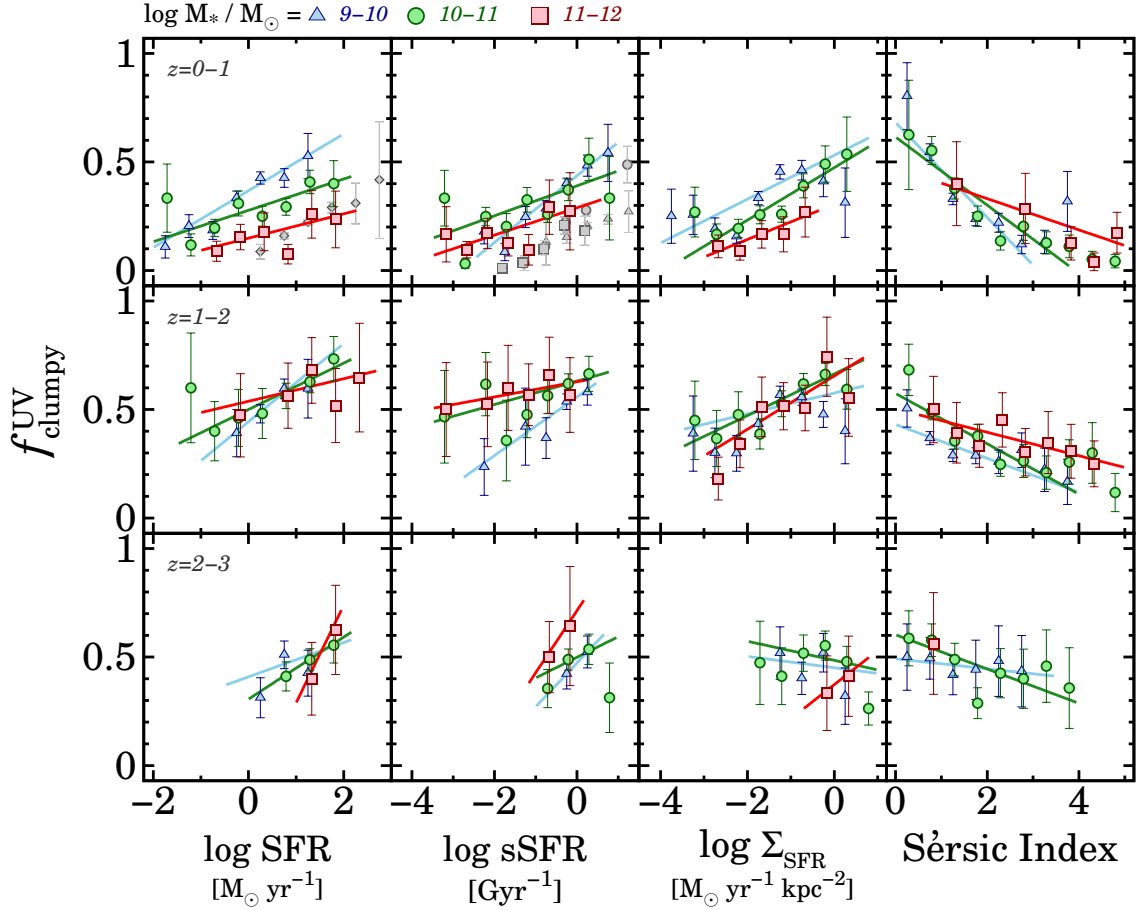 log M* / M⊙ = 9−10 10−11 11−12
z=0−1
1
0.5
0
z=1−2
1
0.5
0
f^UV_clumpy
z=2−3
1
0.5
0
−2 0 2 −4 −2 0 −4 −2 0 0 2 4
log SFR log sSFR log Σ_SFR Sėrsic Index
[M⊙ yr⁻¹] [Gyr⁻¹] [M⊙ yr⁻¹ kpc⁻²]